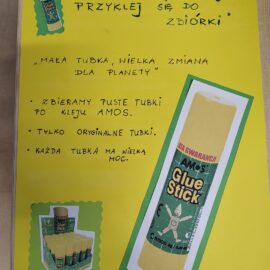 PRZYKLEJ SIĘ DO
ZBIÓRKI"
„MAŁA TUBKA, WIELKA ZMIANA
DLA PLANETY"
• ZBIERAMY PUSTE TUBKI
PO KLEJU AMOS.
• TYLKO ORYGINALNE TUBKI.
• KAŻDA TUBKA MA WIELKĄ
MOC.
GWARANCJI
AMOS
Glue
Stick